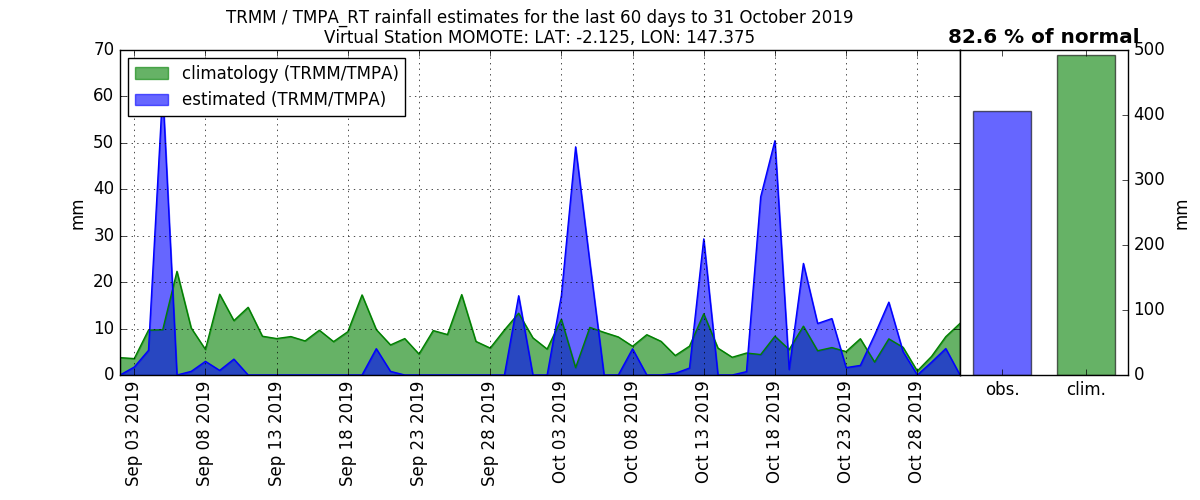 TRMM / TMPA_RT rainfall estimates for the last 60 days to 31 October 2019
Virtual Station MOMOTE: LAT: -2.125, LON: 147.375
82.6 % of normal
climatology (TRMM/TMPA)
estimated (TRMM/TMPA)
mm
70
60
50
40
30
20
10
0
Sep 03 2019
Sep 08 2019
Sep 13 2019
Sep 18 2019
Sep 23 2019
Sep 28 2019
Oct 03 2019
Oct 08 2019
Oct 13 2019
Oct 18 2019
Oct 23 2019
Oct 28 2019
obs.
clim.
500
400
300
200
100
0
mm